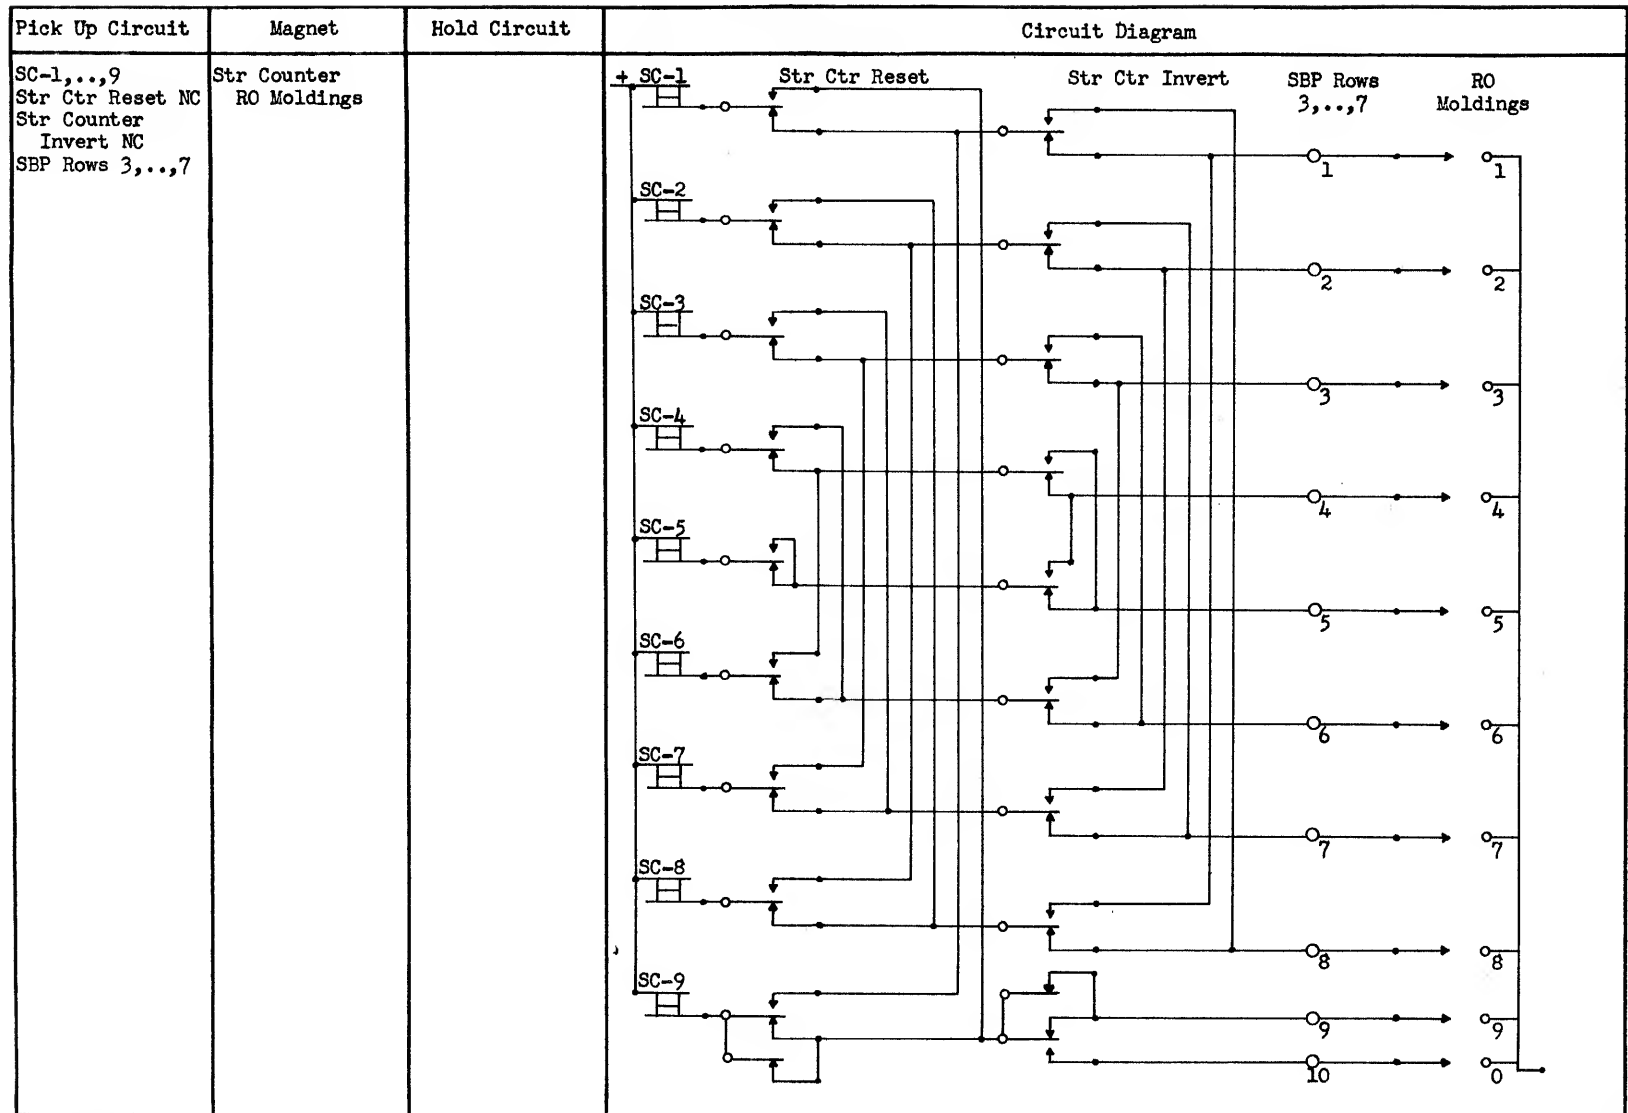 Pick Up Circuit
Magnet
Hold Circuit
Circuit Diagram
SC-1,..,9
Str Ctr Reset NC
Str Counter
Invert NC
SBP Rows 3,..,7
Str Counter
RO Moldings
+ SC-1
Str Ctr Reset
Str Ctr Invert
SBP Rows
3,..,7
RO
Moldings
1
1
SC-2
2
2
SC-3
3
3
SC-4
4
4
SC-5
5
5
SC-6
6
6
SC-7
7
7
SC-8
8
8
SC-9
9
9
10
0